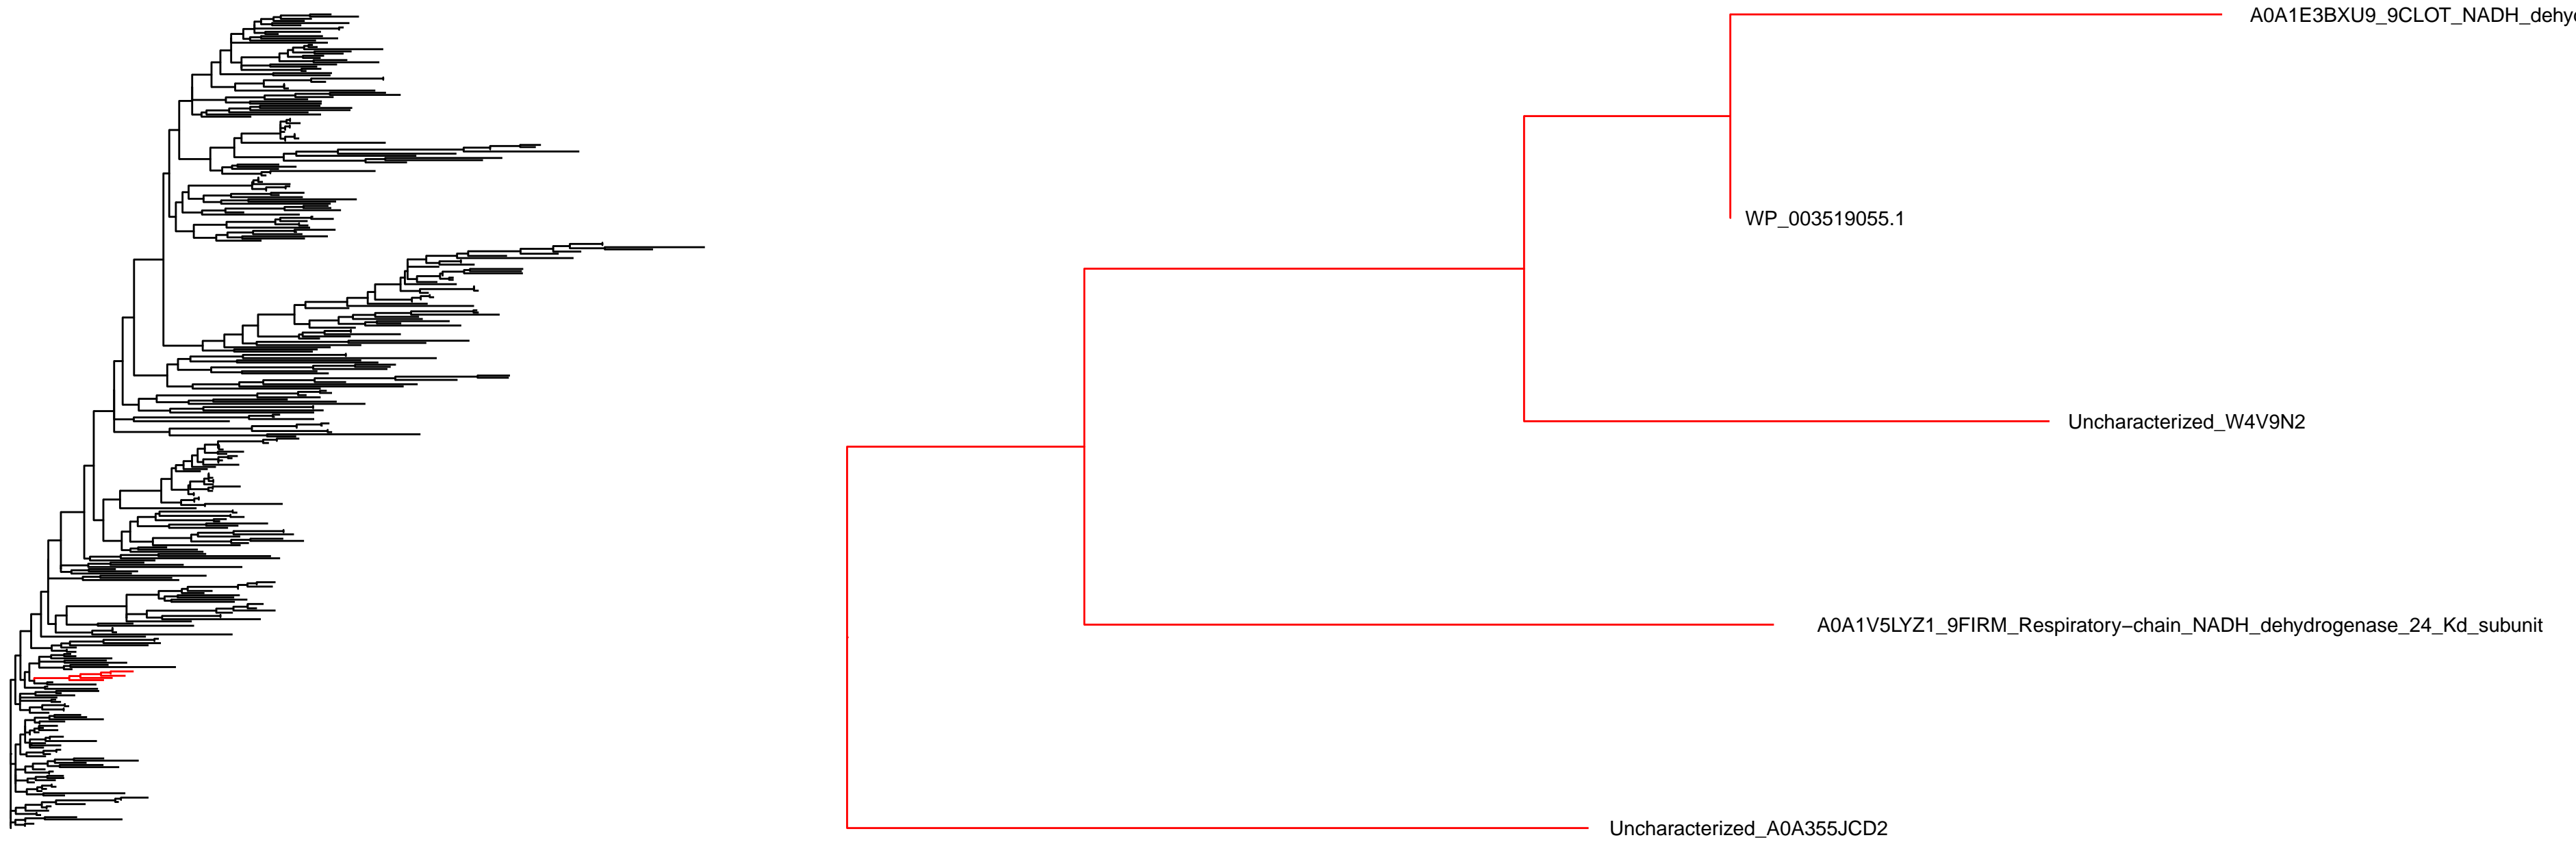 A0A1E3BXU9_9CLOT_NADH_dehy
WP_003519055.1
Uncharacterized_W4V9N2
A0A1V5LYZ1_9FIRM_Respiratory−chain_NADH_dehydrogenase_24_Kd_subunit
Uncharacterized_A0A355JCD2